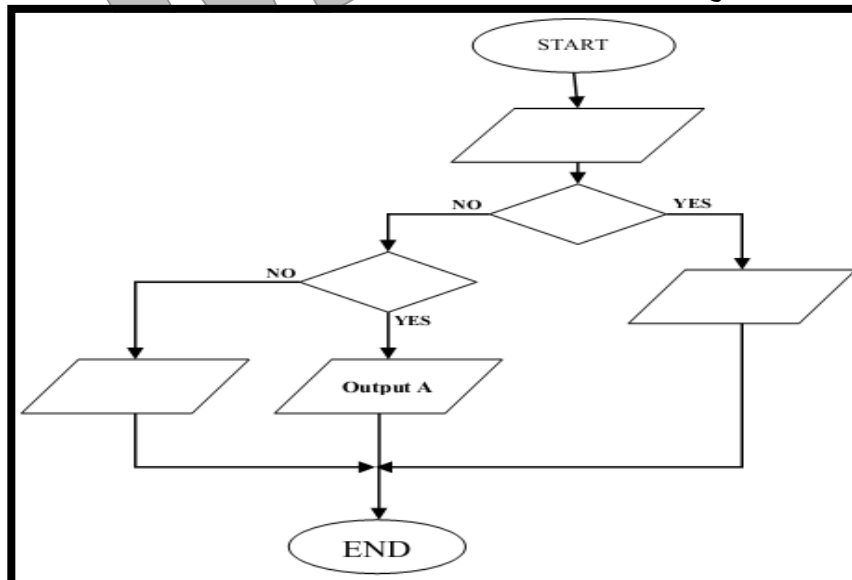 START
NO
YES
NO
YES
Output A
END